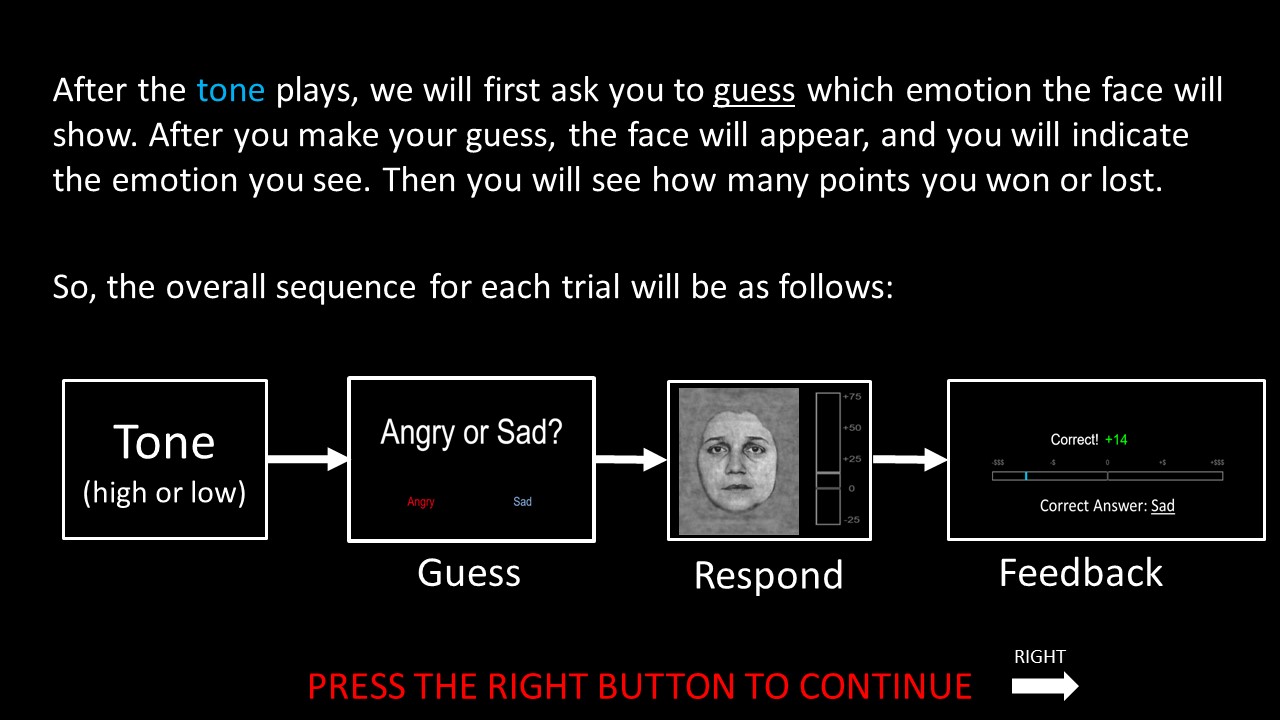 After the tone plays, we will first ask you to guess which emotion the face will
show. After you make your guess, the face will appear, and you will indicate
the emotion you see. Then you will see how many points you won or lost.
So, the overall sequence for each trial will be as follows:
Tone
(high or low)
Angry or Sad?
Angry
Sad
Guess
+75
+50
+25
0
-25
Respond
Correct! +14
-$$$ -$ 0 +$ +$$$
Correct Answer: Sad
Feedback
RIGHT
PRESS THE RIGHT BUTTON TO CONTINUE